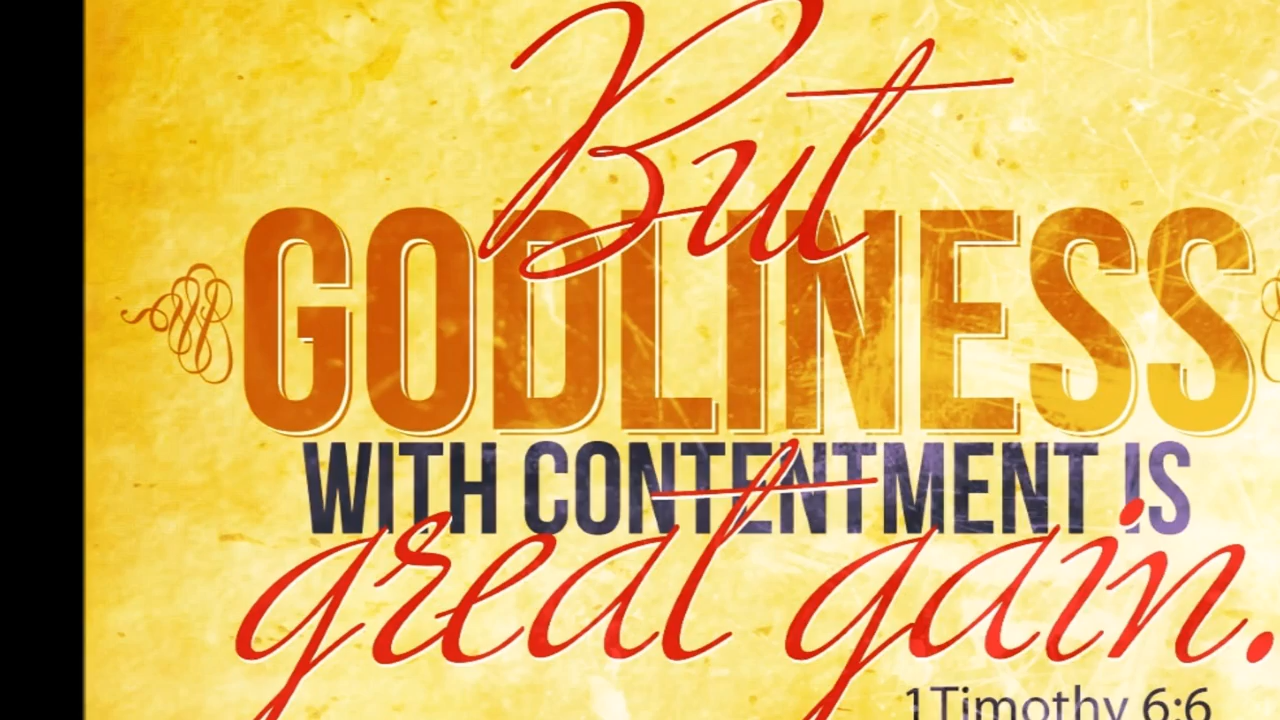 But
GODLINESS
WITH CONTENTMENT IS
great gain.
1Timothy 6:6